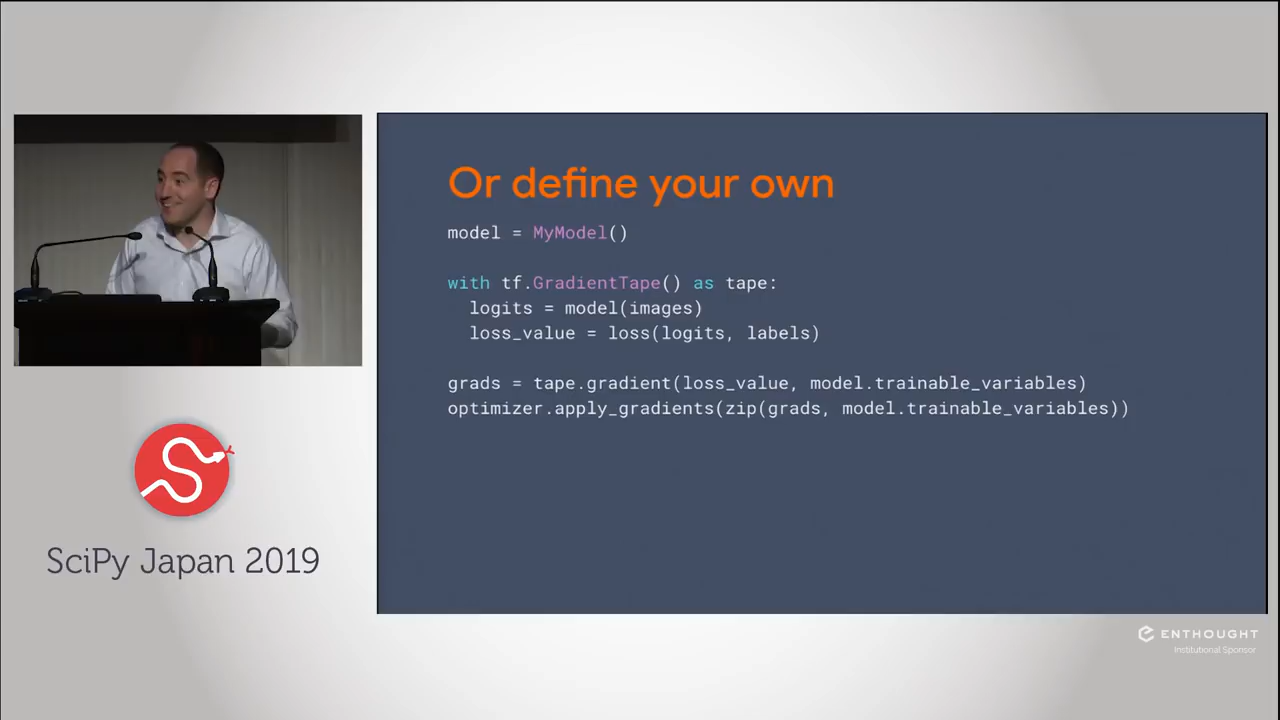 Or define your own
model = MyModel()
with tf.GradientTape() as tape:
logits = model(images)
loss_value = loss(logits, labels)
grads = tape.gradient(loss_value, model.trainable_variables)
optimizer.apply_gradients(zip(grads, model.trainable_variables))
SciPy Japan 2019
ENTHOUGHT
Institutional Sponsor